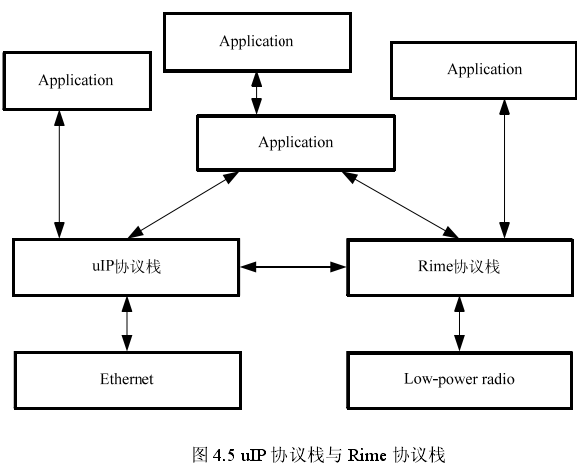 Application
Application
Application
Application
uIP协议栈
Rime协议栈
Ethernet
Low-power radio
图 4.5 uIP 协议栈与 Rime 协议栈